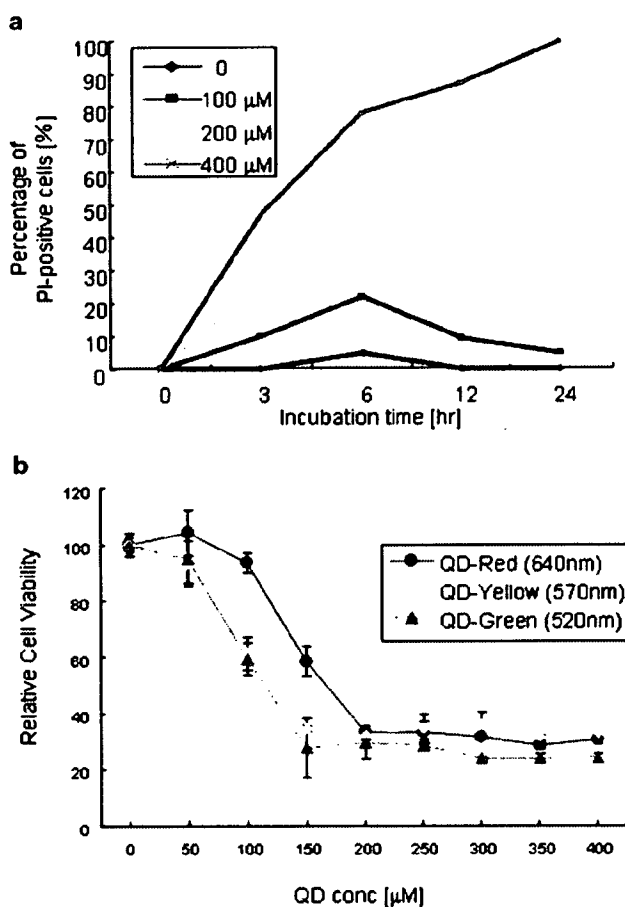 a
100
90
80
70
60
50
40
30
20
10
0
Percentage of
PI-positive cells [%]
0
100 μM
200 μM
400 μM
0 3 6 12 24
Incubation time [hr]
b
120
100
80
60
40
20
0
Relative Cell Viability
QD-Red (640nm)
QD-Yellow (570nm)
QD-Green (520nm)
0 50 100 150 200 250 300 350 400
QD conc [μM]